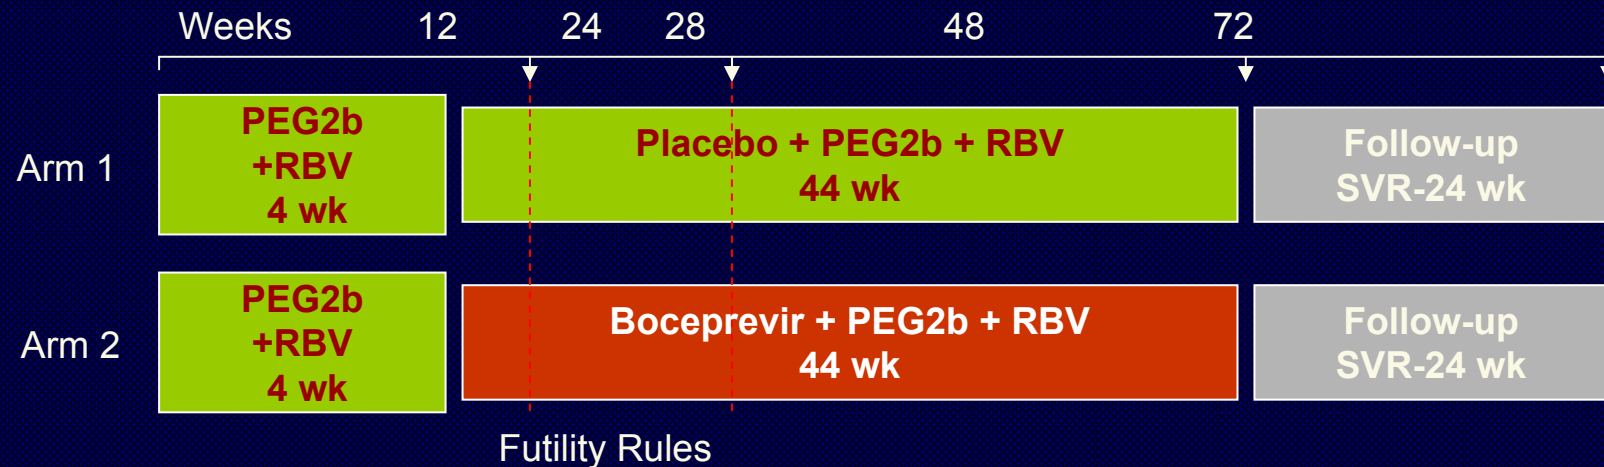 Weeks 12 24 28 48 72
Arm 1
PEG2b
+RBV
4 wk
Placebo + PEG2b + RBV
44 wk
Follow-up
SVR-24 wk
Arm 2
PEG2b
+RBV
4 wk
Boceprevir + PEG2b + RBV
44 wk
Follow-up
SVR-24 wk
Futility Rules